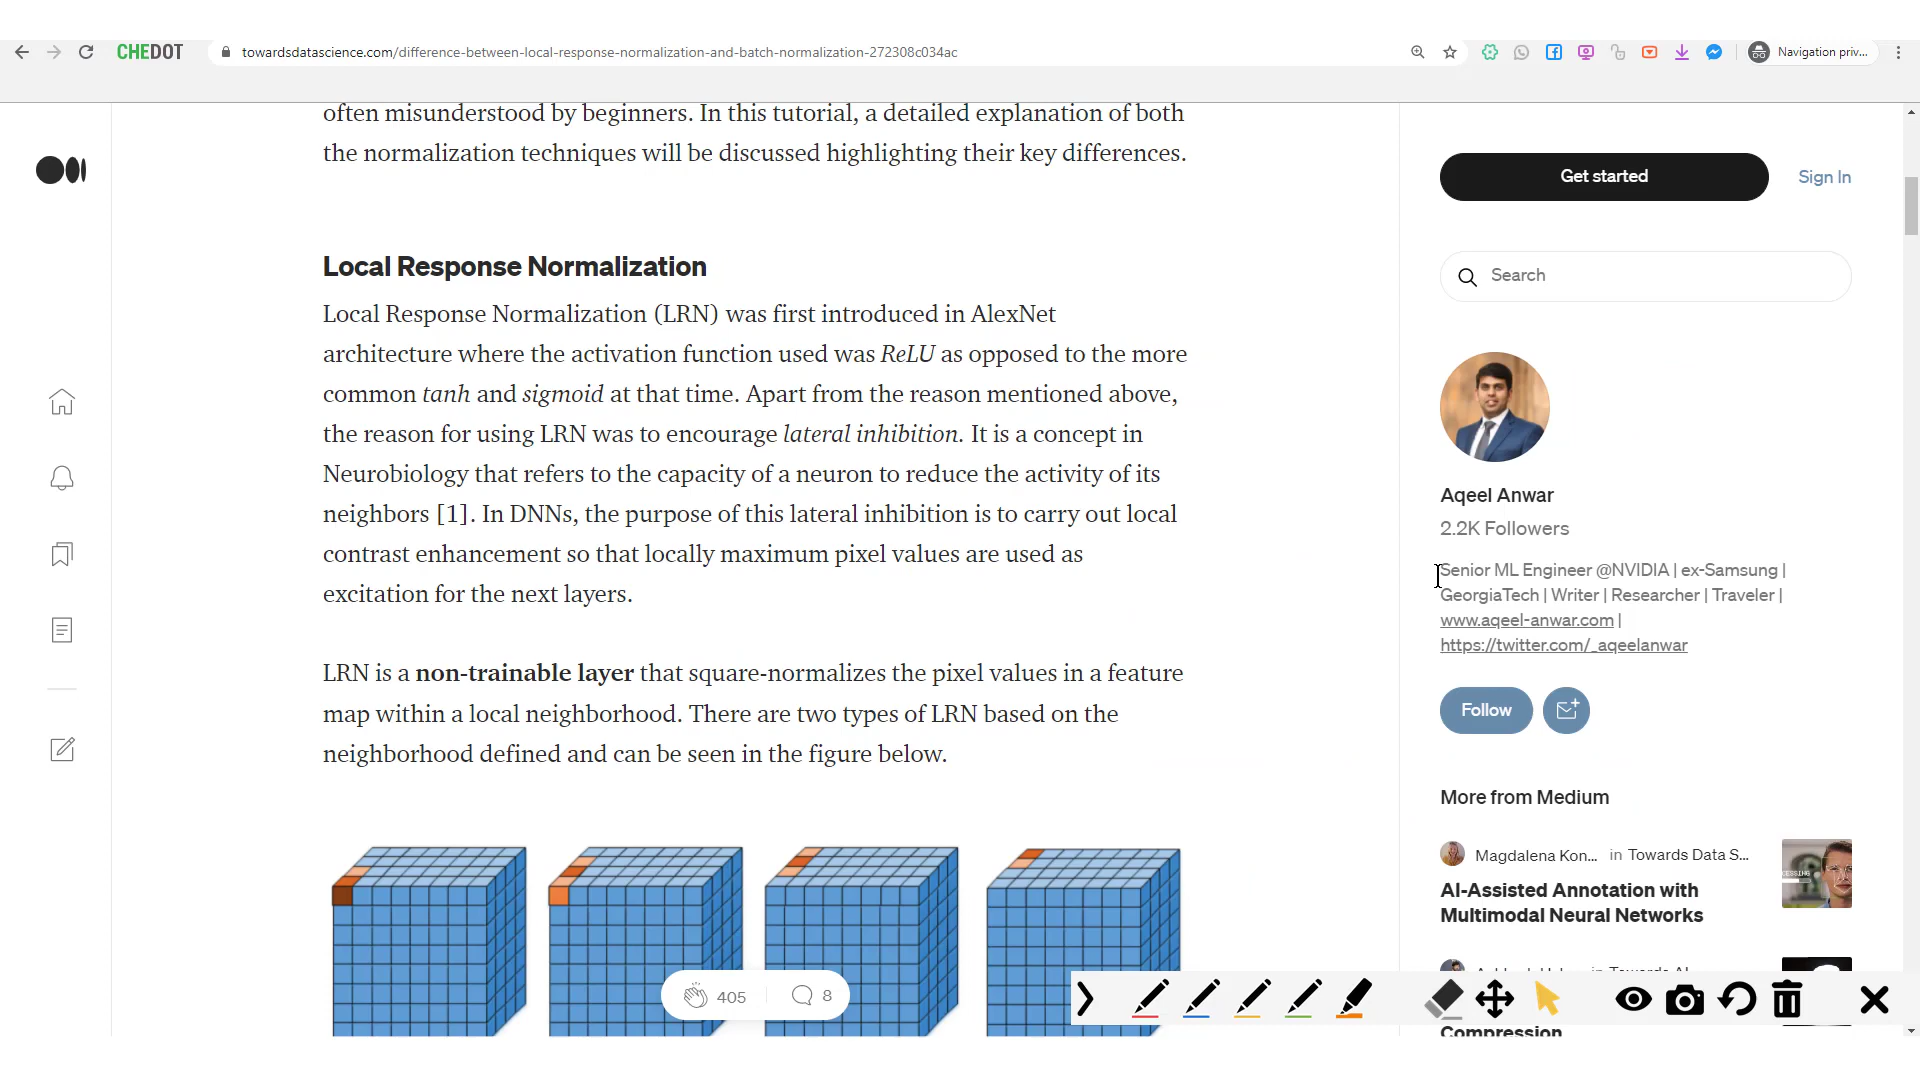 CHEDOT
towardsdatascience.com/difference-between-local-response-normalization-and-batch-normalization-272308c034ac
Navigation priv...
often misunderstood by beginners. In this tutorial, a detailed explanation of both
the normalization techniques will be discussed highlighting their key differences.
Local Response Normalization
Local Response Normalization (LRN) was first introduced in AlexNet
architecture where the activation function used was ReLU as opposed to the more
common tanh and sigmoid at that time. Apart from the reason mentioned above,
the reason for using LRN was to encourage lateral inhibition. It is a concept in
Neurobiology that refers to the capacity of a neuron to reduce the activity of its
neighbors [1]. In DNNs, the purpose of this lateral inhibition is to carry out local
contrast enhancement so that locally maximum pixel values are used as
excitation for the next layers.
LRN is a non-trainable layer that square-normalizes the pixel values in a feature
map within a local neighborhood. There are two types of LRN based on the
neighborhood defined and can be seen in the figure below.
405
8
Get started
Sign In
Search
Aqeel Anwar
2.2K Followers
Senior ML Engineer @NVIDIA | ex-Samsung |
GeorgiaTech | Writer | Researcher | Traveler |
www.aqeel-anwar.com |
https://twitter.com/_aqeelanwar
Follow
More from Medium
Magdalena Kon... in Towards Data S...
AI-Assisted Annotation with
Multimodal Neural Networks
Compression